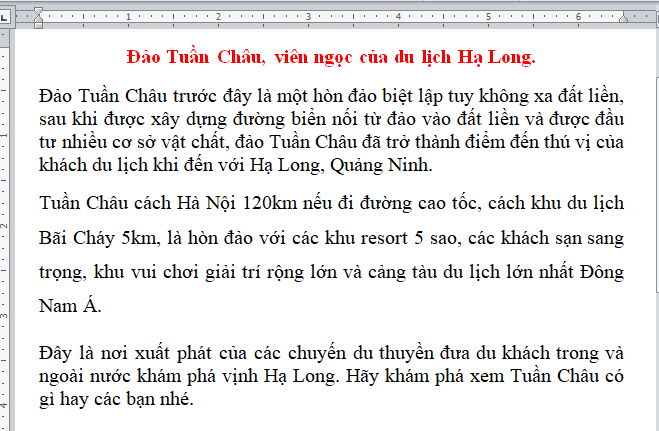 Đảo Tuần Châu, viên ngọc của du lịch Hạ Long.
Đảo Tuần Châu trước đây là một hòn đảo biệt lập tuy không xa đất liền,
sau khi được xây dựng đường biển nối từ đảo vào đất liền và được đầu
tư nhiều cơ sở vật chất, đảo Tuần Châu đã trở thành điểm đến thú vị của
khách du lịch khi đến với Hạ Long, Quảng Ninh.
Tuần Châu cách Hà Nội 120km nếu đi đường cao tốc, cách khu du lịch
Bãi Cháy 5km, là hòn đảo với các khu resort 5 sao, các khách sạn sang
trọng, khu vui chơi giải trí rộng lớn và cảng tàu du lịch lớn nhất Đông
Nam Á.
Đây là nơi xuất phát của các chuyến du thuyền đưa du khách trong và
ngoài nước khám phá vịnh Hạ Long. Hãy khám phá xem Tuần Châu có
gì hay các bạn nhé.